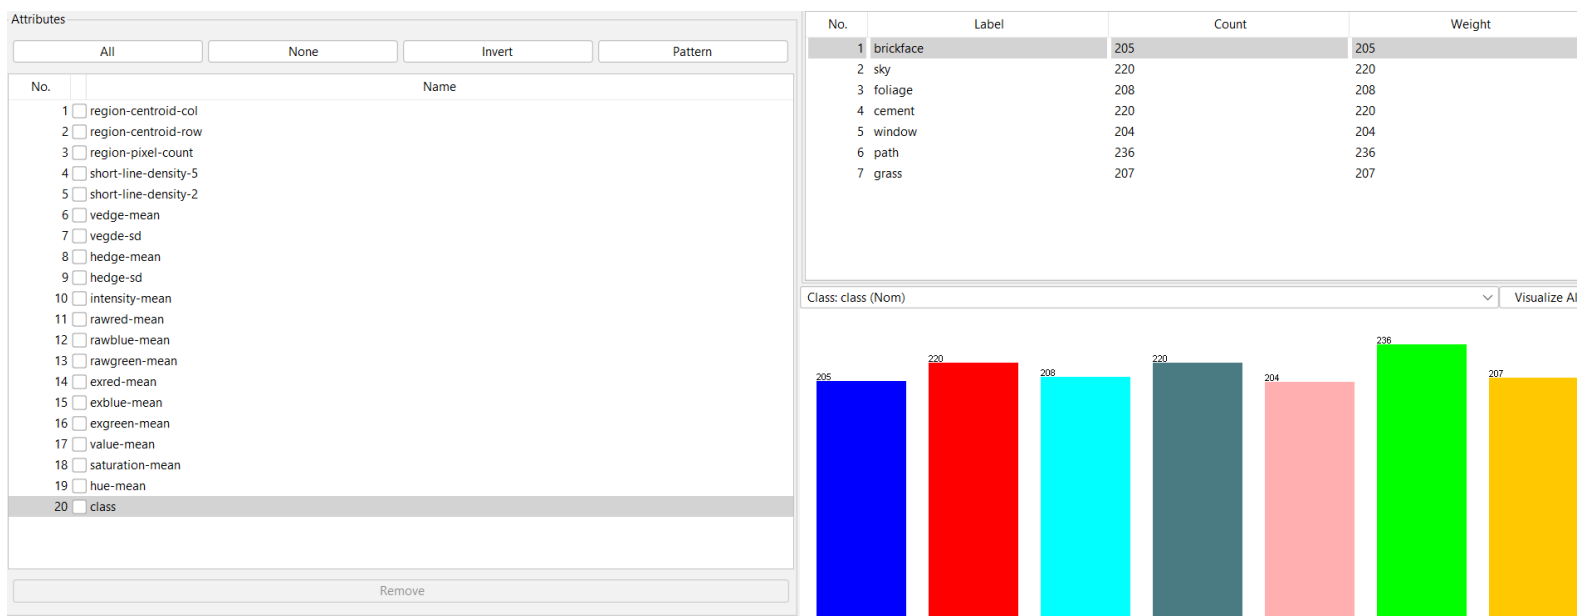 Attributes
All None Invert Pattern
No. Name
1 region-centroid-col
2 region-centroid-row
3 region-pixel-count
4 short-line-density-5
5 short-line-density-2
6 vedge-mean
7 vegde-sd
8 hedge-mean
9 hedge-sd
10 intensity-mean
11 rawred-mean
12 rawblue-mean
13 rawgreen-mean
14 exred-mean
15 exblue-mean
16 exgreen-mean
17 value-mean
18 saturation-mean
19 hue-mean
20 class
Remove
No. Label Count Weight
1 brickface 205 205
2 sky 220 220
3 foliage 208 208
4 cement 220 220
5 window 204 204
6 path 236 236
7 grass 207 207
Class: class (Nom) Visualize Al
205 220 208 220 204 236 207